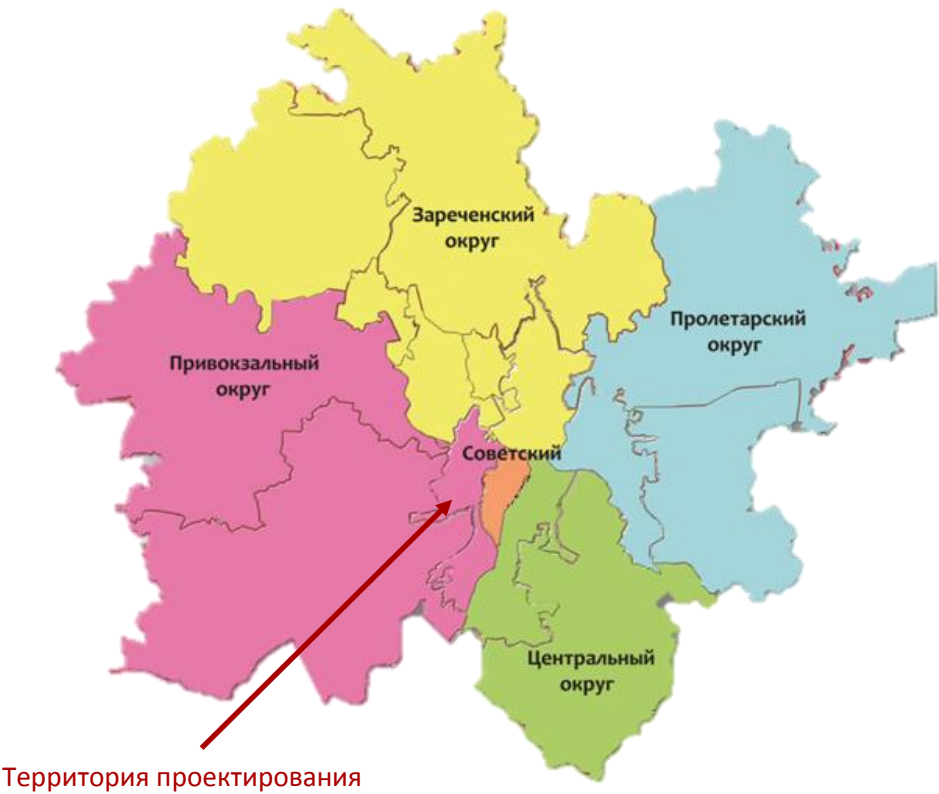 Зареченский
округ
Пролетарский
округ
Привокзальный
округ
Советский
Центральный
округ
Территория проектирования